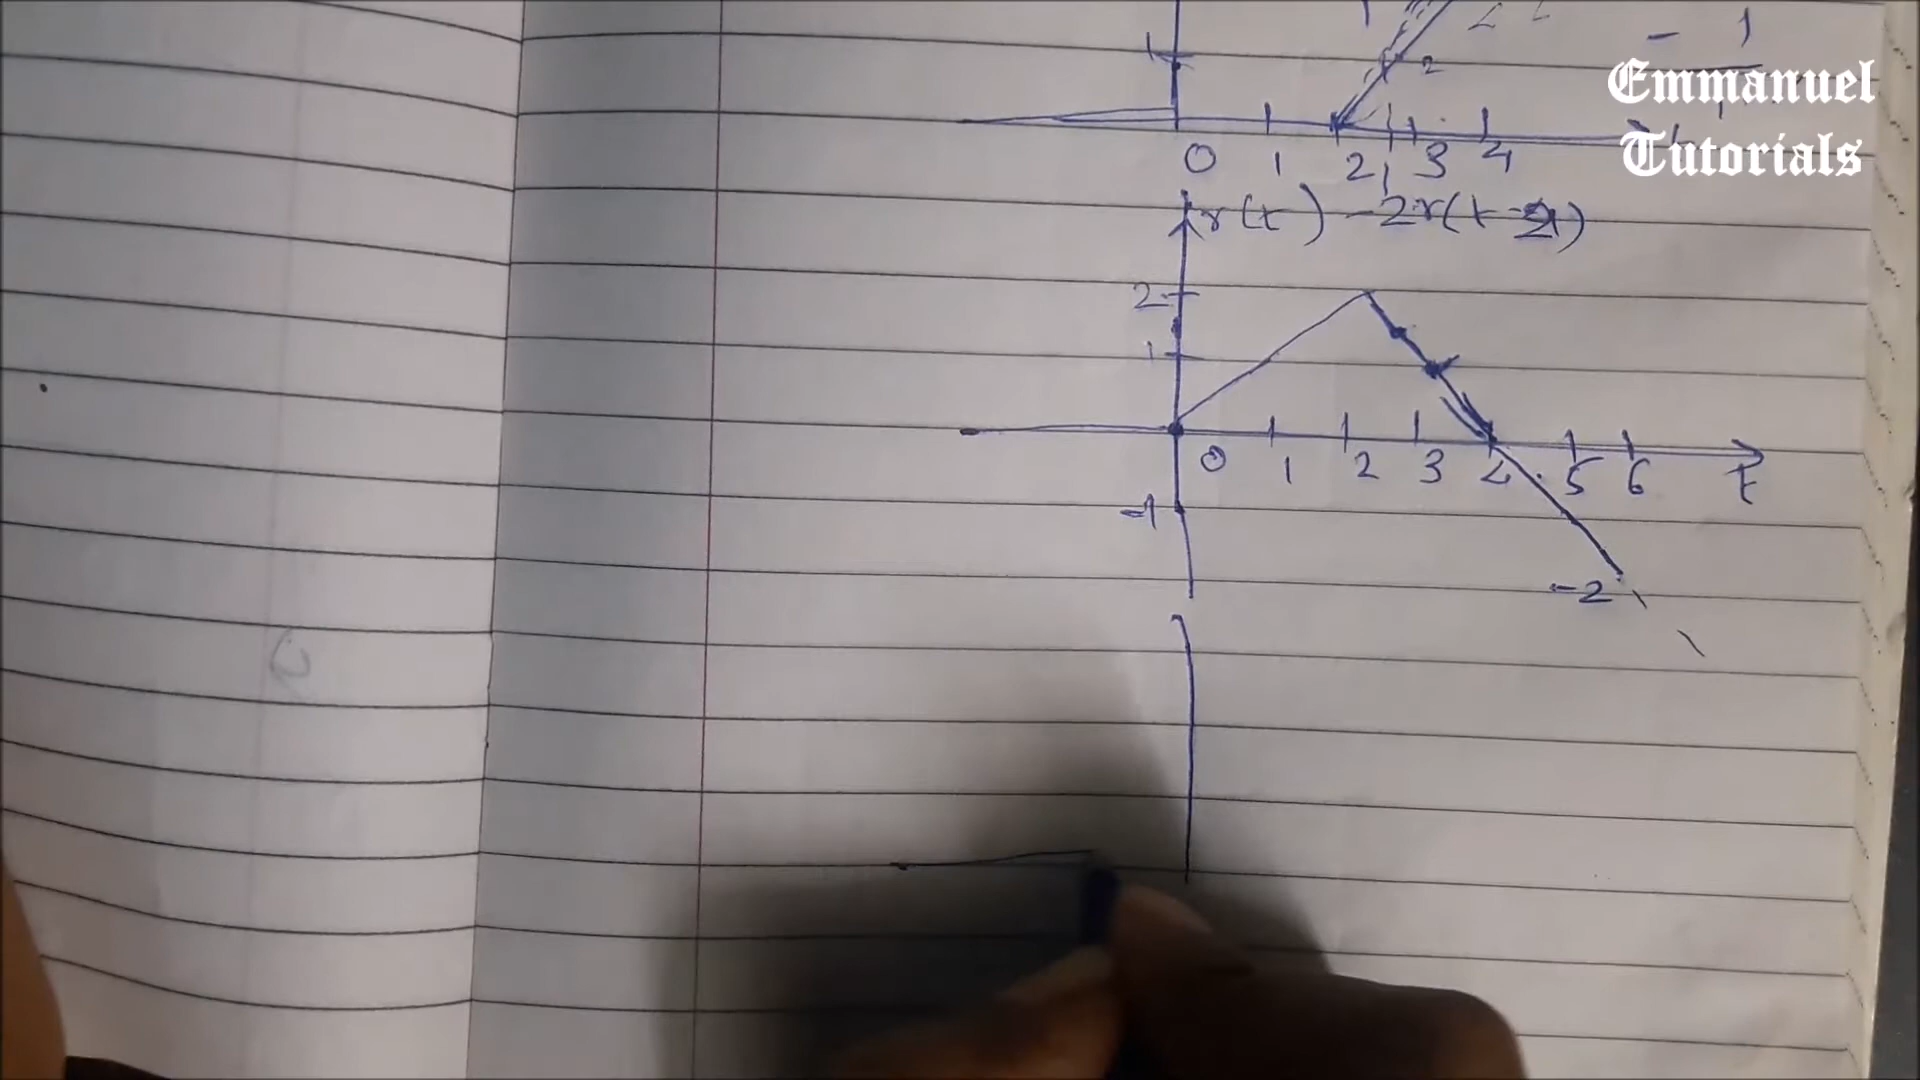 1
2
Emmanuel
Tutorials
0 1 2 3 4
r(t) - 2r(t-2)
2
1
0 1 2 3 4 5 6 t
-1
-2